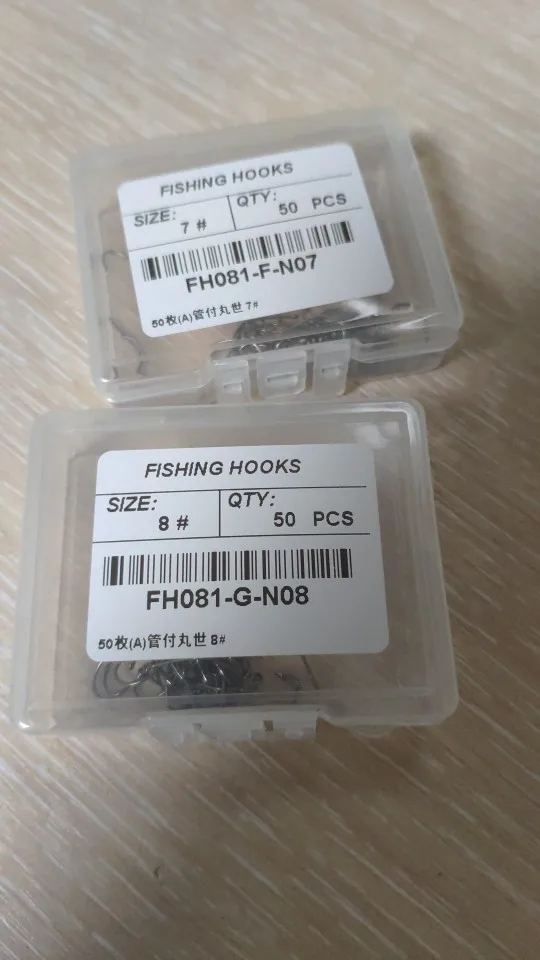 FISHING HOOKS
SIZE: QTY:
7 # 50 PCS
FH081-F-N07
50枚(A)管付丸世 7#
FISHING HOOKS
SIZE: QTY:
8 # 50 PCS
FH081-G-N08
50枚(A)管付丸世 8#